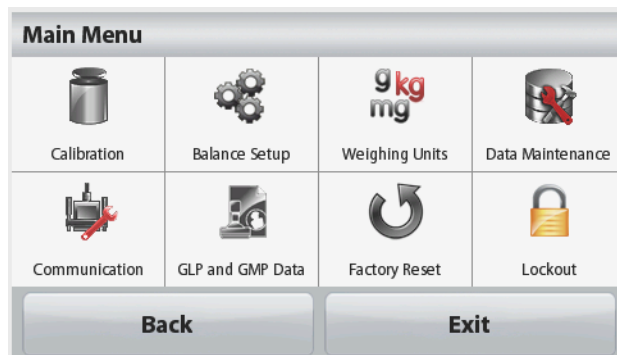 Main Menu
g kg
mg
Calibration
Balance Setup
Weighing Units
Data Maintenance
Communication
GLP and GMP Data
Factory Reset
Lockout
Back
Exit